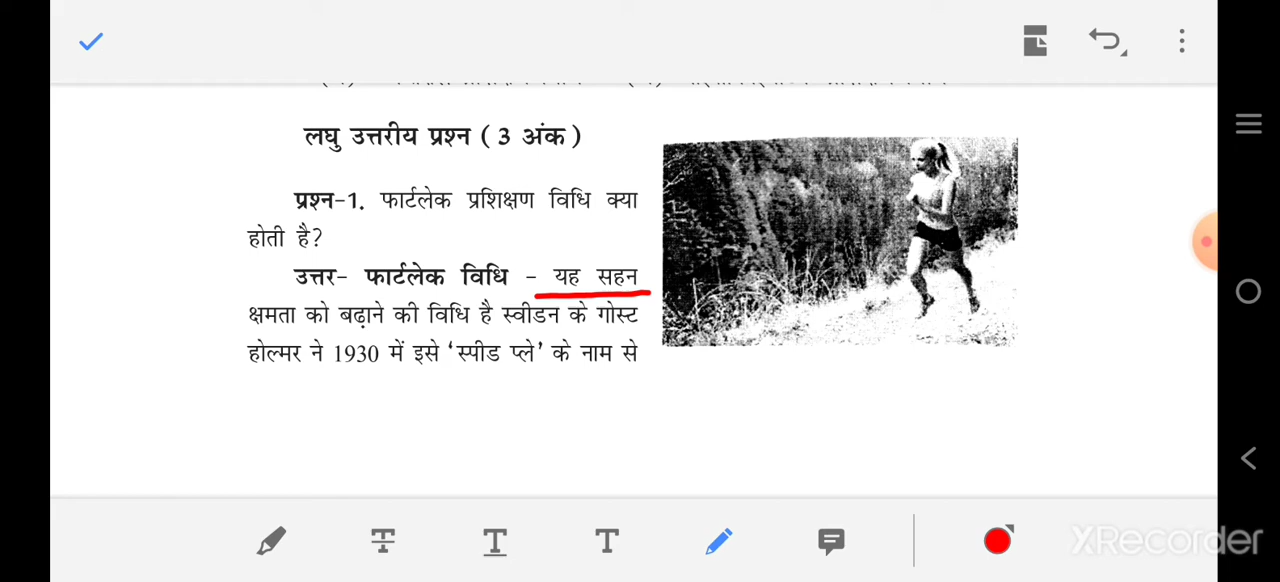 लघु उत्तरीय प्रश्न ( 3 अंक )
प्रश्न-1. फार्टलेक प्रशिक्षण विधि क्या
होती है?
उत्तर- फार्टलेक विधि - यह सहन
क्षमता को बढ़ाने की विधि है स्वीडन के गोस्ट
होल्मर ने 1930 में इसे ‘स्पीड प्ले’ के नाम से
T T T
XRecorder